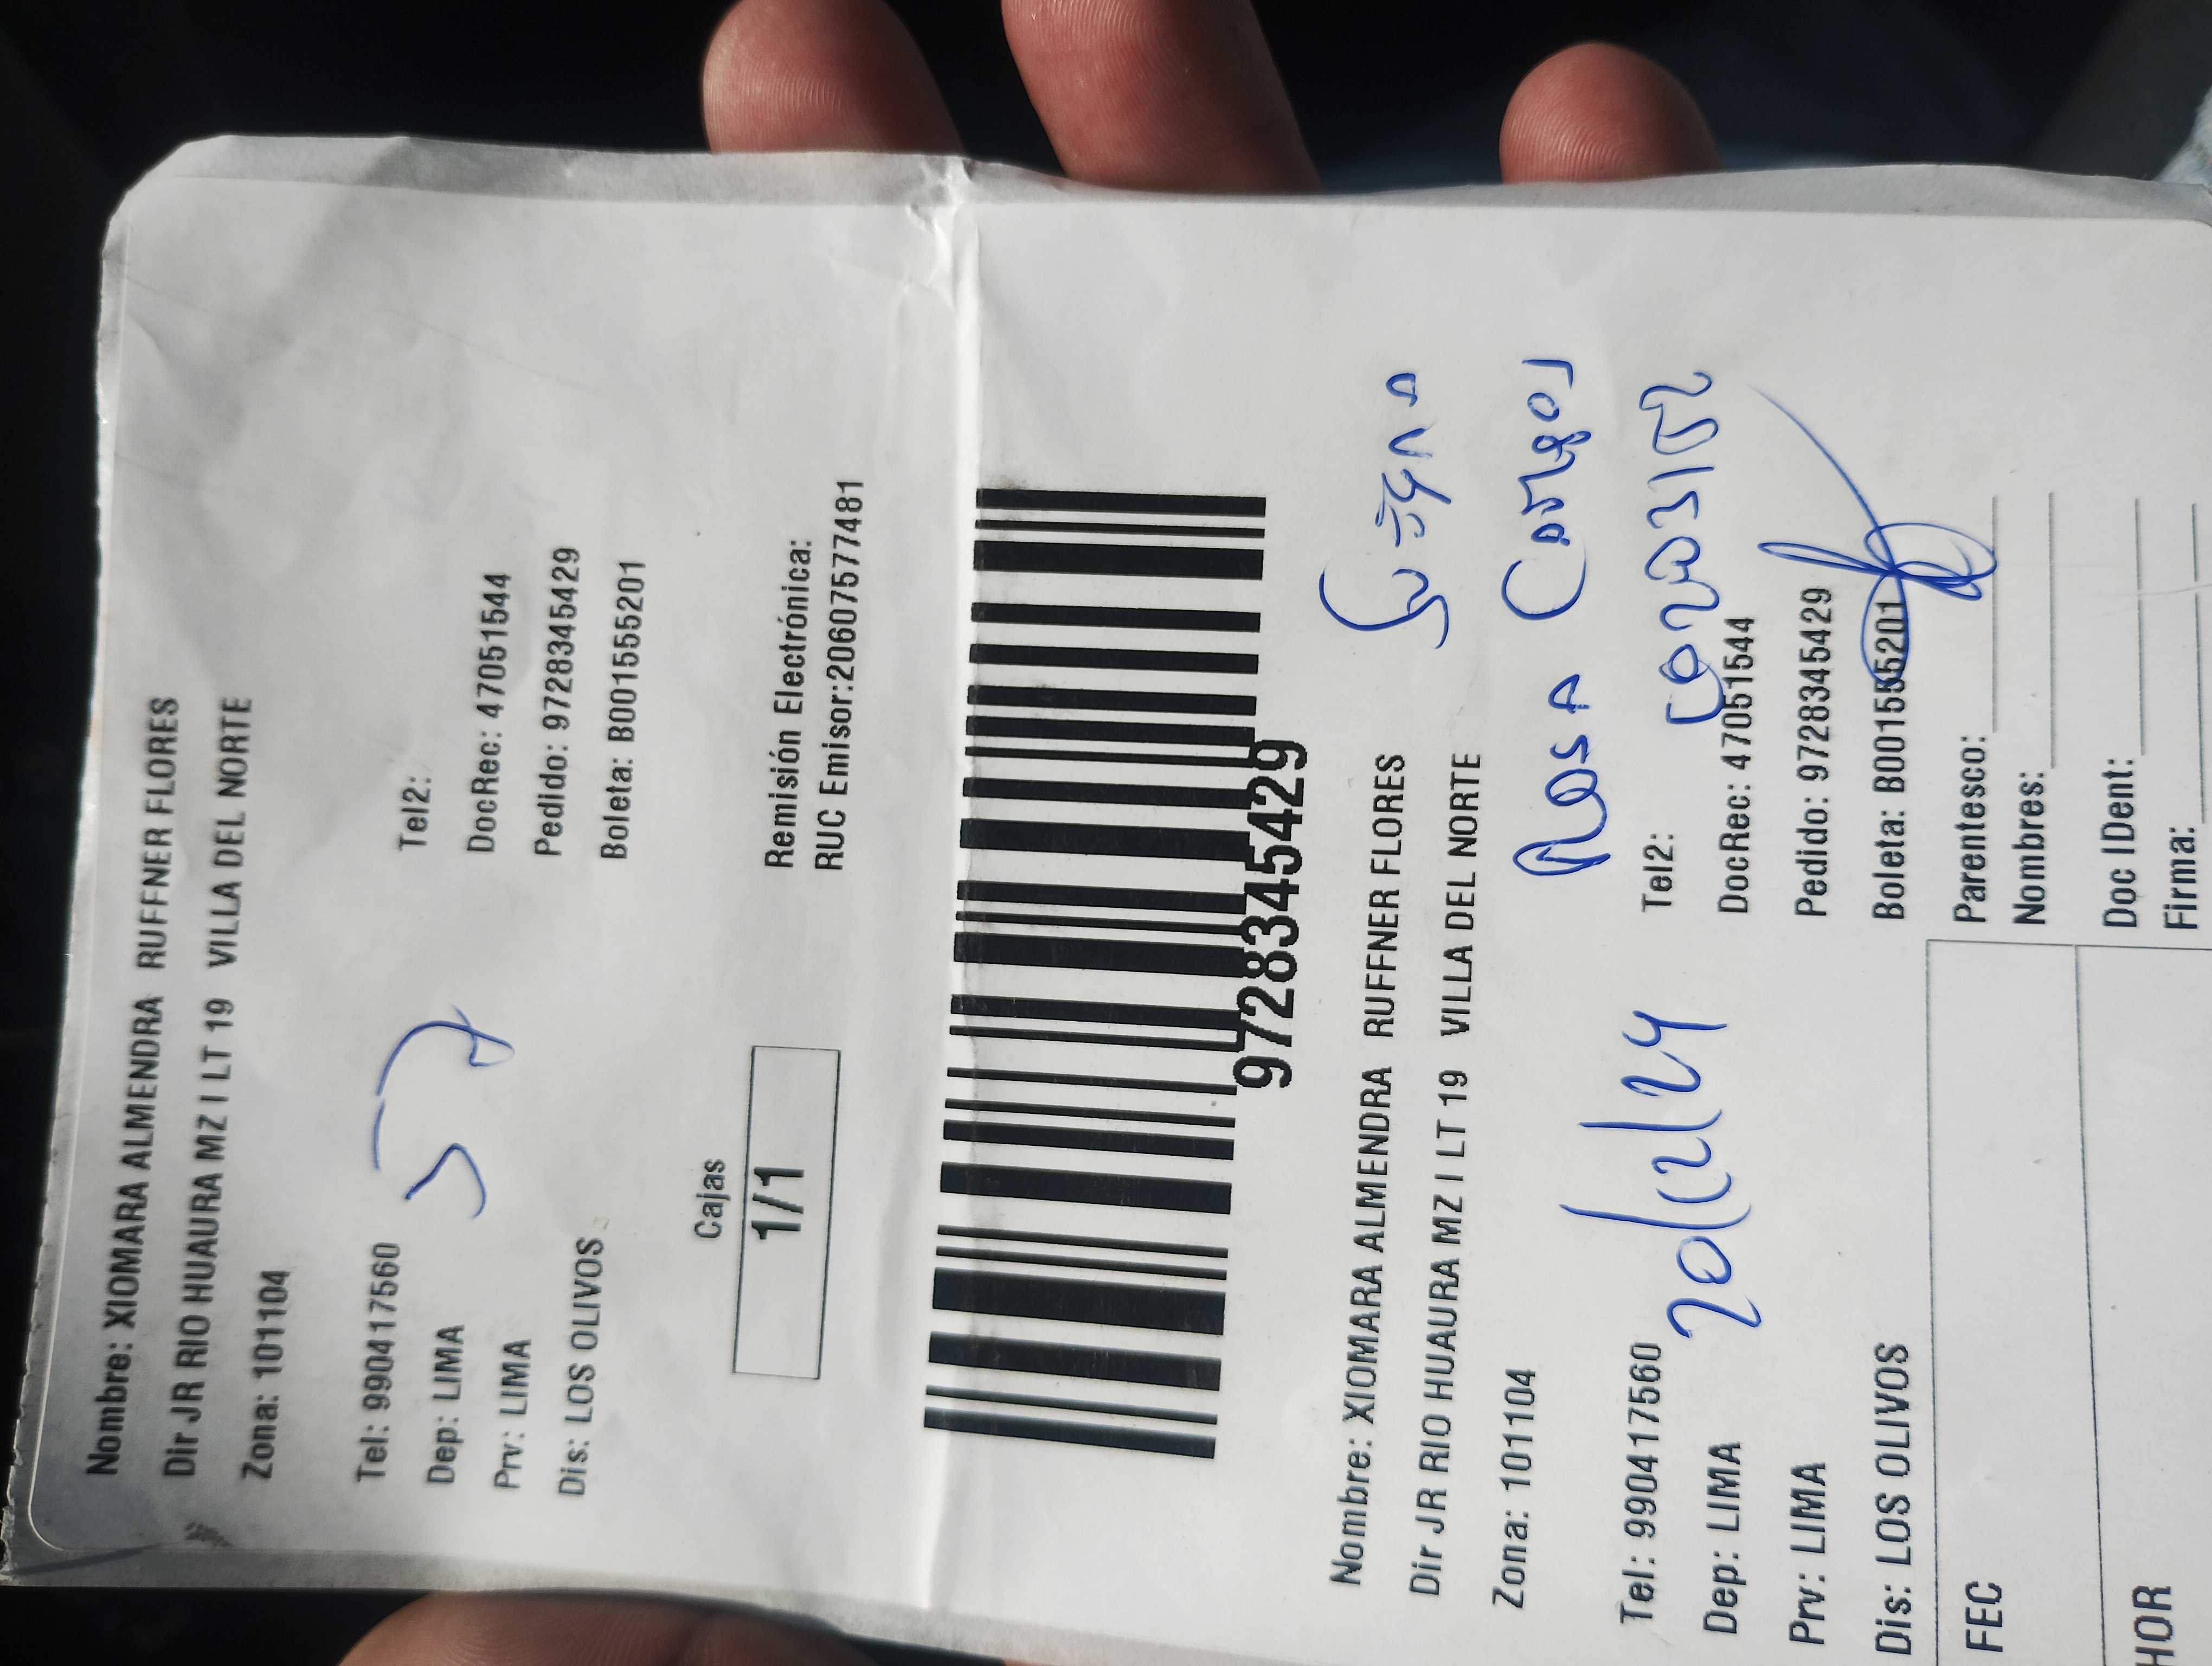 Nombre: XIOMARA ALMENDRA RUFFNER FLORES
Dir JR RIO HUAURA MZ I LT 19 VILLA DEL NORTE
Zona: 101104
Tel: 990417560
Tel2:
Dep: LIMA
DocRec: 47051544
Prv: LIMA
Pedido: 9728345429
Dis: LOS OLIVOS
Boleta: B001555201
Cajas
1/1
Remisión Electrónica:
RUC Emisor:20607577481
9728345429
Nombre: XIOMARA ALMENDRA RUFFNER FLORES
Dir JR RIO HUAURA MZ I LT 19 VILLA DEL NORTE
Zona: 101104
Rosa
Tel: 990417560
Tel2:
20/12/24
Dep: LIMA
DocRec: 47051544
Prv: LIMA
Pedido: 9728345429
Dis: LOS OLIVOS
Boleta: B001555201
FEC
Parentesco:
Nombres:
HOR
Doc IDent:
Firma: